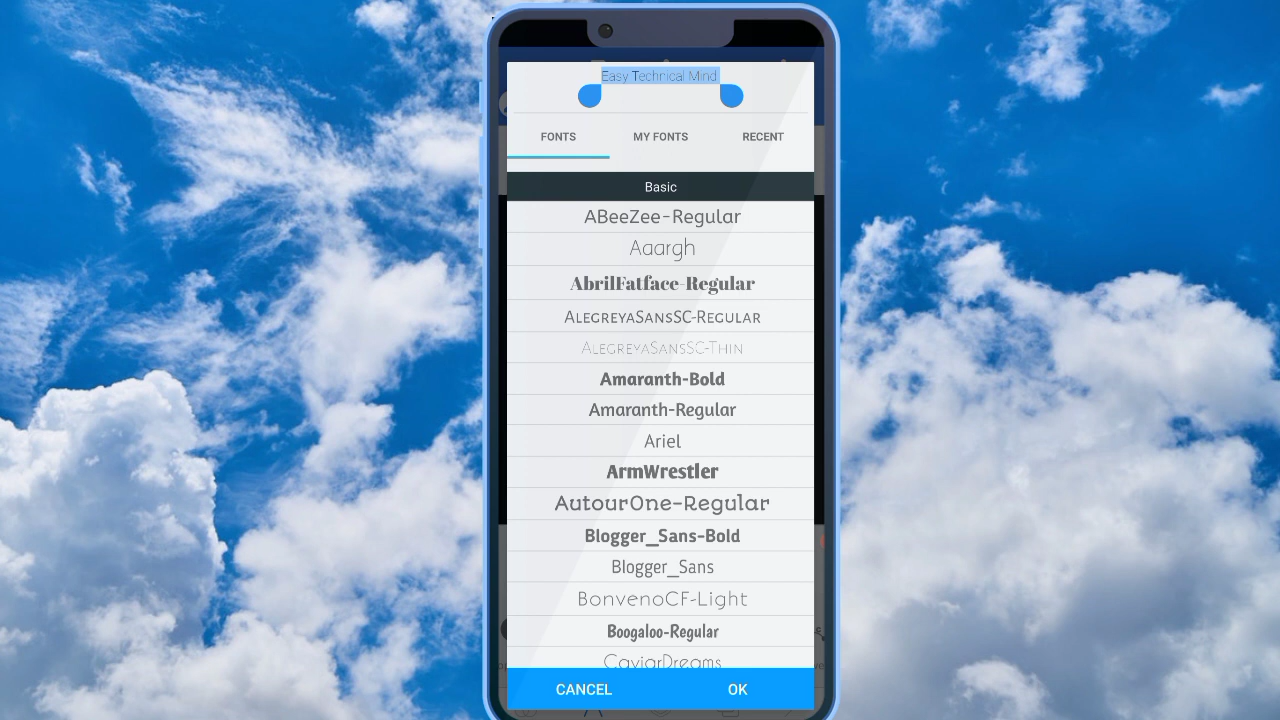 Easy Technical Mind
FONTS
MY FONTS
RECENT
Basic
ABeeZee-Regular
Aaargh
AbrilFatface-Regular
AlegreyaSansSC-Regular
AlegreyaSansSC-Thin
Amaranth-Bold
Amaranth-Regular
Ariel
ArmWrestler
AutourOne-Regular
Blogger_Sans-Bold
Blogger_Sans
BonvenoCF-Light
Boogaloo-Regular
CaviarDreams
CANCEL
OK